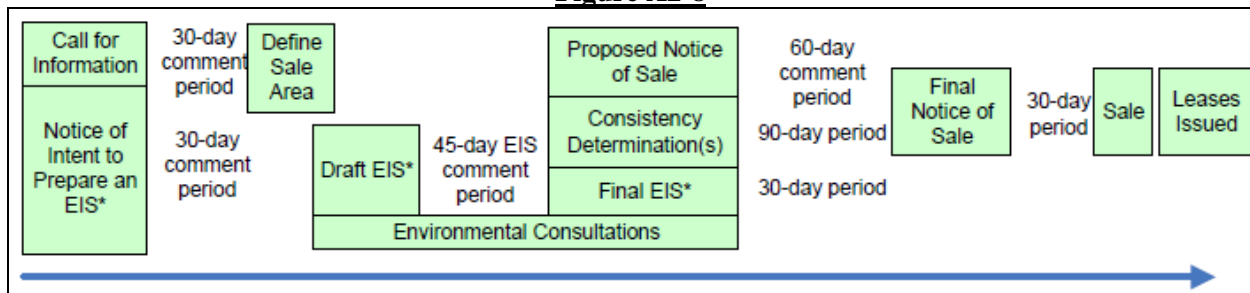 Call for
Information
30-day
comment
period
Define
Sale
Area
Notice of
Intent to
Prepare an
EIS*
30-day
comment
period
Draft EIS*
45-day EIS
comment
period
Proposed Notice
of Sale
Consistency
Determination(s)
Final EIS*
Environmental Consultations
60-day
comment
period
90-day period
30-day period
Final
Notice of
Sale
30-day
period
Sale
Leases
Issued